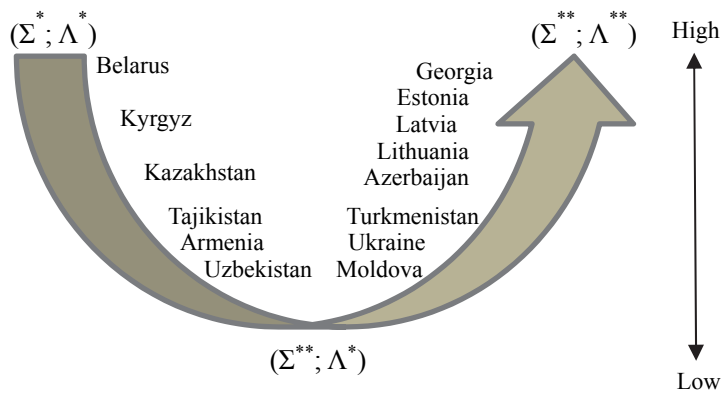 (Σ*; Λ*)
(Σ**; Λ**)
High
Belarus
Georgia
Estonia
Kyrgyz
Latvia
Lithuania
Kazakhstan
Azerbaijan
Tajikistan
Turkmenistan
Armenia
Ukraine
Uzbekistan
Moldova
(Σ**; Λ*)
Low